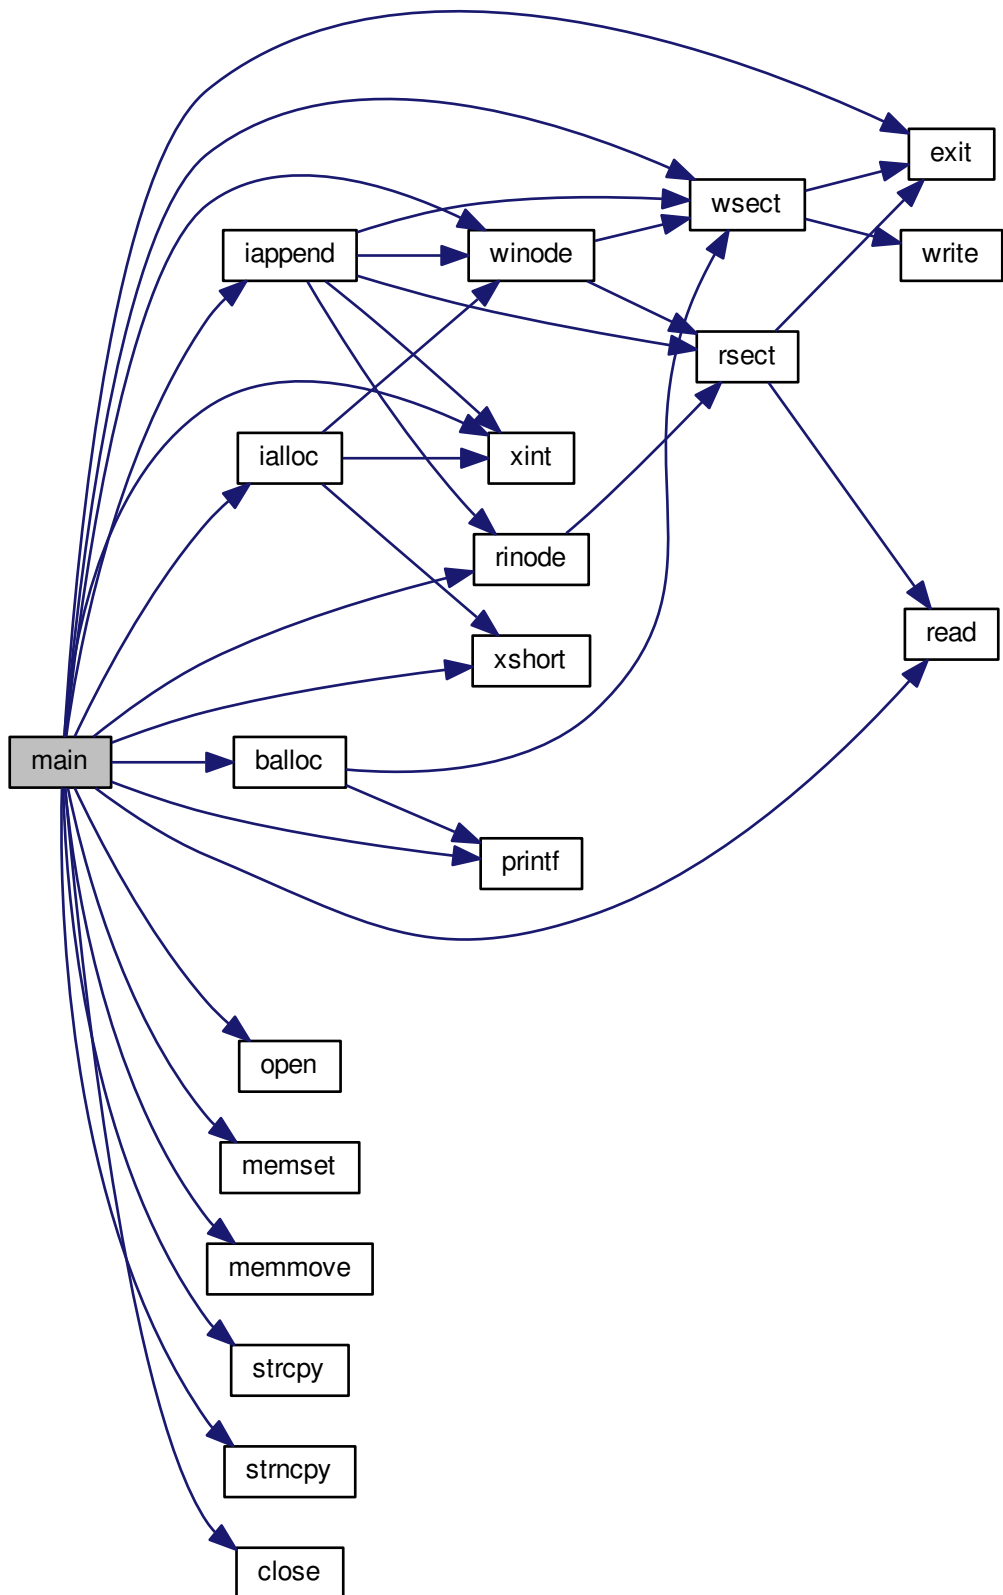 exit
wsect
iappend
winode
write
rsect
ialloc
xint
rinode
read
xshort
main
balloc
printf
open
memset
memmove
strcpy
strncpy
close